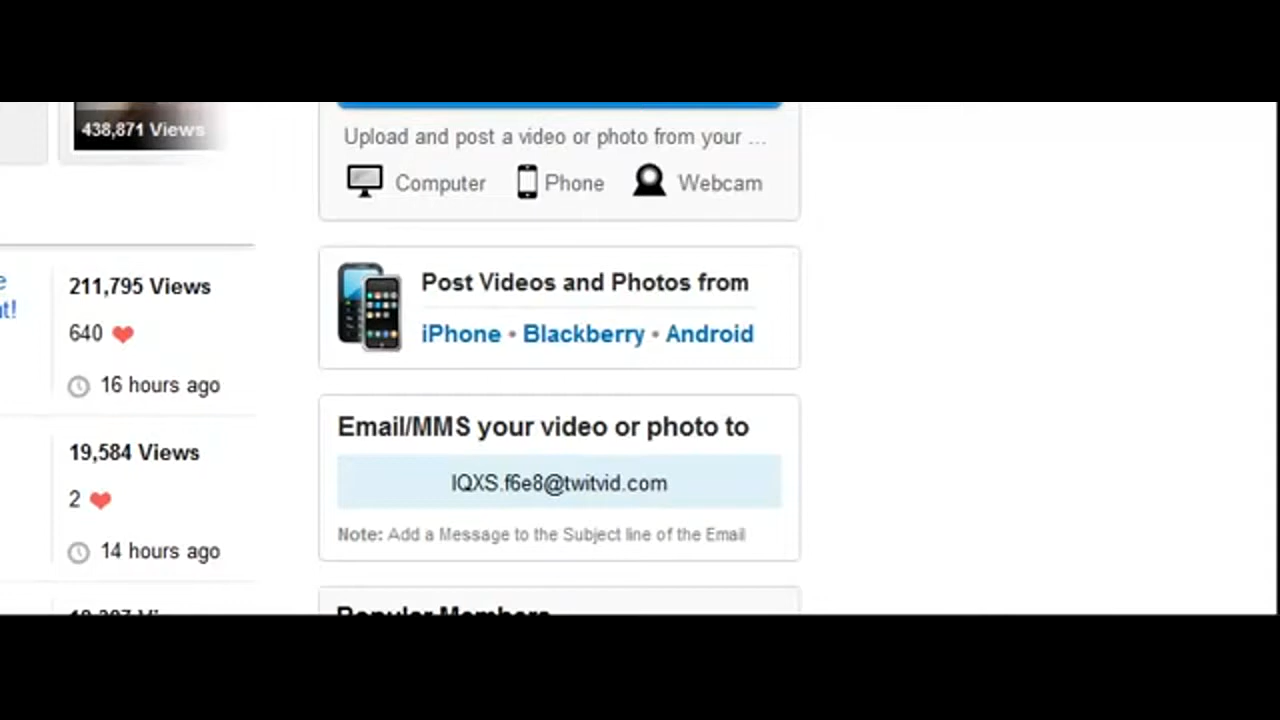 438,871 Views
Upload and post a video or photo from your ...
Computer Phone Webcam
211,795 Views
640
16 hours ago
19,584 Views
2
14 hours ago
Post Videos and Photos from
iPhone • Blackberry • Android
Email/MMS your video or photo to
IQXS.f6e8@twitvid.com
Note: Add a Message to the Subject line of the Email
Popular Members